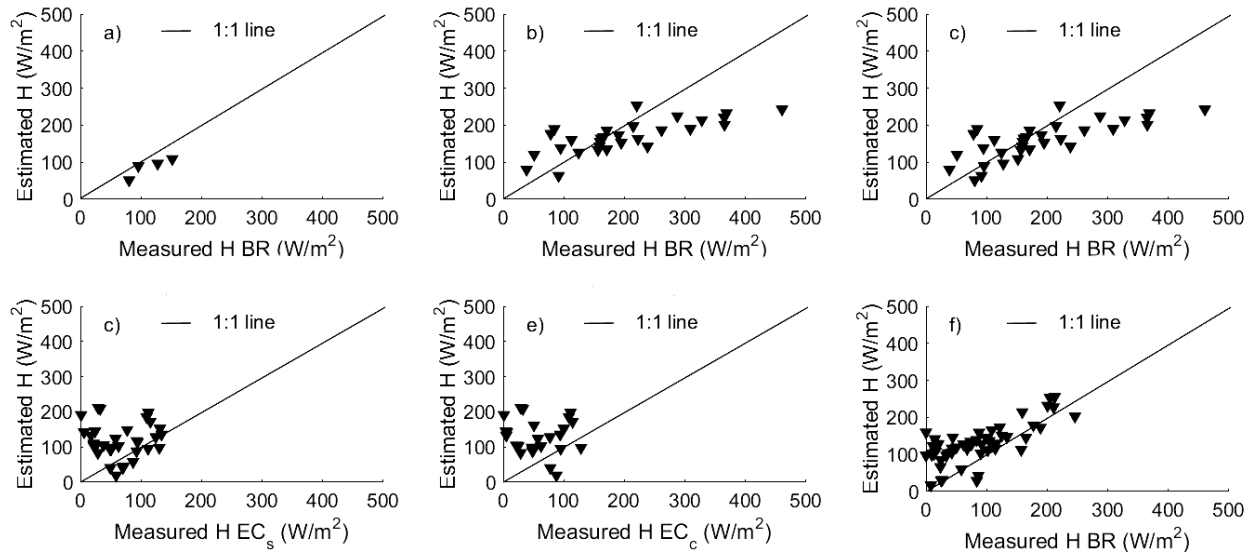 a) 1:1 line
500
400
300
200
100
0
Estimated H (W/m²)
0 100 200 300 400 500
Measured H BR (W/m²)
b) 1:1 line
500
400
300
200
100
0
Estimated H (W/m²)
0 100 200 300 400 500
Measured H BR (W/m²)
c) 1:1 line
500
400
300
200
100
0
Estimated H (W/m²)
0 100 200 300 400 500
Measured H BR (W/m²)
c) 1:1 line
500
400
300
200
100
0
Estimated H (W/m²)
0 100 200 300 400 500
Measured H ECₛ (W/m²)
e) 1:1 line
500
400
300
200
100
0
Estimated H (W/m²)
0 100 200 300 400 500
Measured H EC_c (W/m²)
f) 1:1 line
500
400
300
200
100
0
Estimated H (W/m²)
0 100 200 300 400 500
Measured H BR (W/m²)